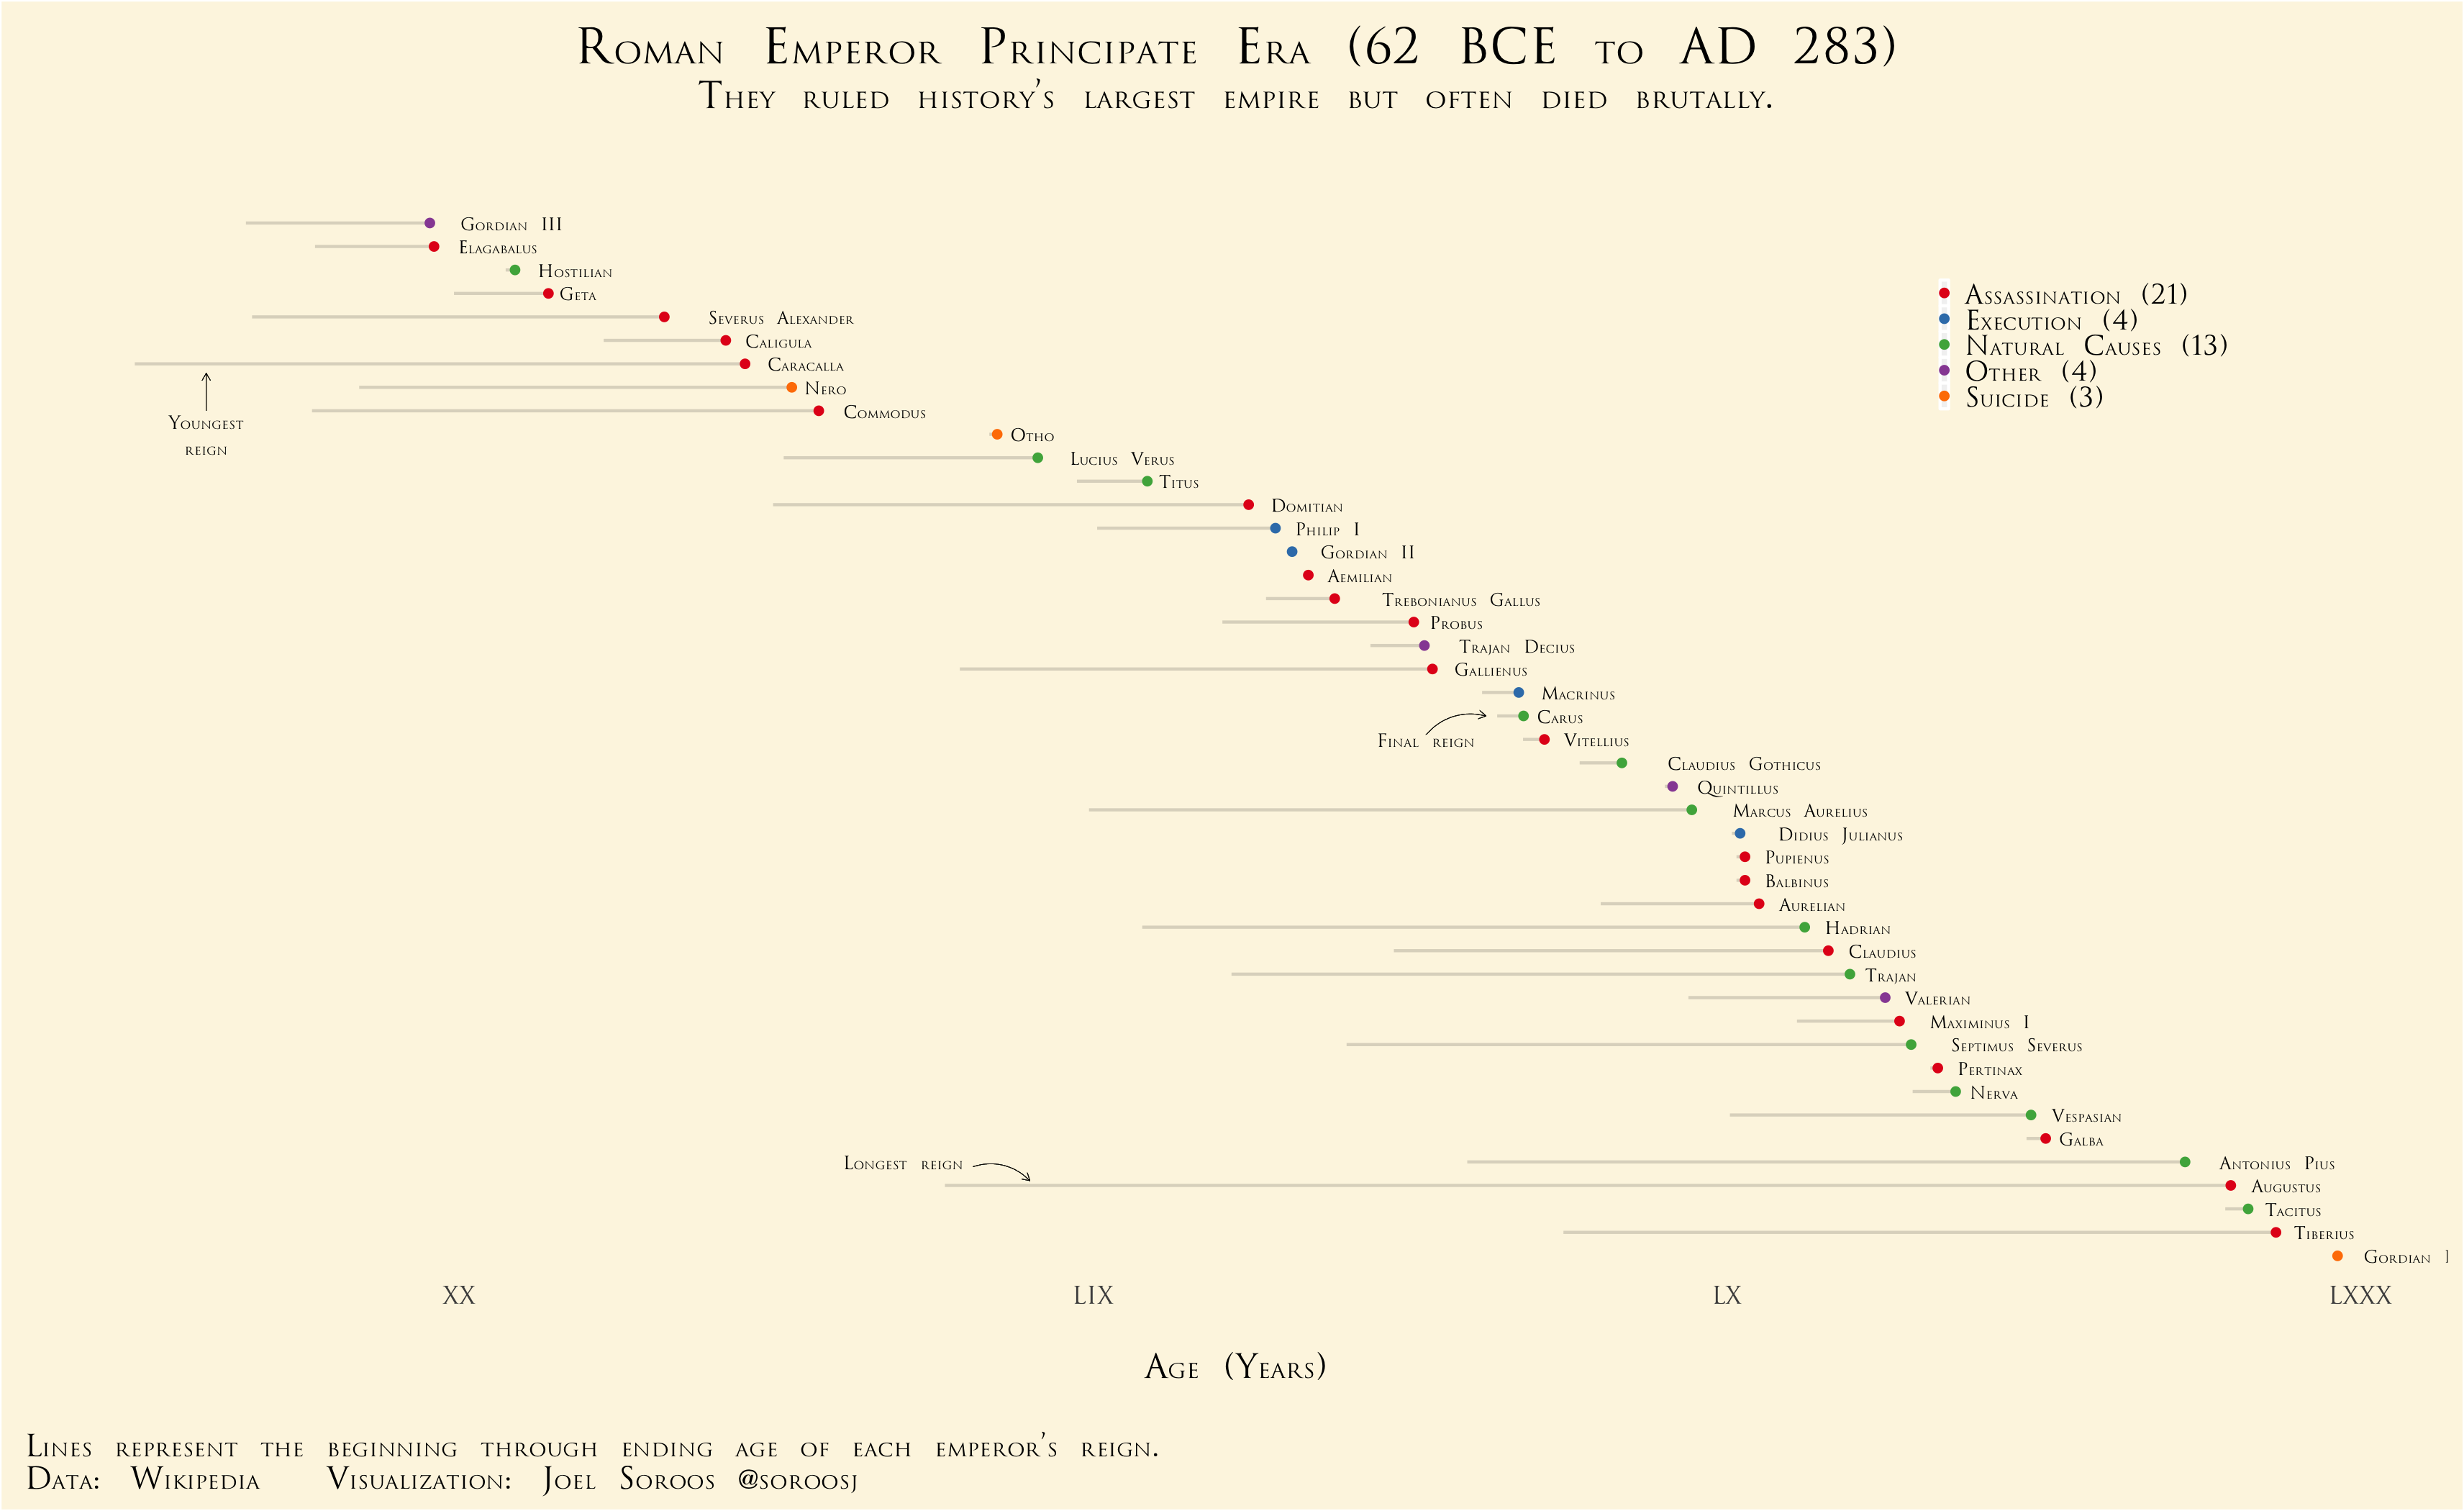 Roman Emperor Principate Era (62 BCE to AD 283)
They ruled history's largest empire but often died brutally.
Gordian III
Elagabalus
Hostilian
Geta
Severus Alexander
Caligula
Caracalla
Nero
Commodus
Youngest
reign
Otho
Lucius Verus
Titus
Domitian
Philip I
Gordian II
Aemilian
Trebonianus Gallus
Probus
Trajan Decius
Gallienus
Macrinus
Carus
Final reign
Vitellius
Claudius Gothicus
Quintillus
Marcus Aurelius
Didius Julianus
Pupienus
Balbinus
Aurelian
Hadrian
Claudius
Trajan
Valerian
Maximinus I
Septimus Severus
Pertinax
Nerva
Vespasian
Galba
Longest reign
Antonius Pius
Augustus
Tacitus
Tiberius
Gordian I
Assassination (21)
Execution (4)
Natural Causes (13)
Other (4)
Suicide (3)
XX LIX LX LXXX
Age (Years)
Lines represent the beginning through ending age of each emperor's reign.
Data: Wikipedia Visualization: Joel Soroos @soroosj